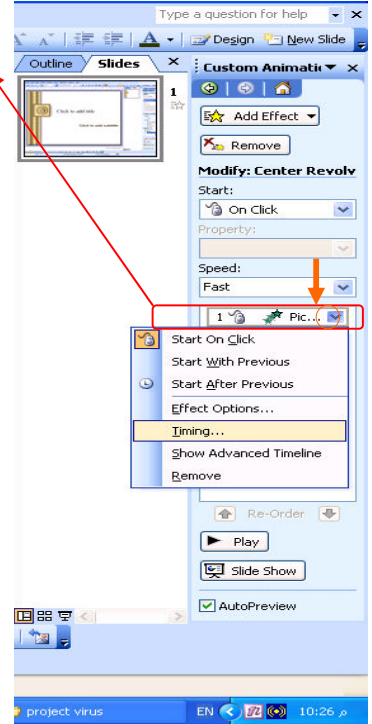 Type a question for help
A Design New Slide
Outline Slides
Custom Animati
1
Click to add title
Click to add subtitle
Add Effect
Remove
Modify: Center Revolv
Start:
On Click
Property:
Speed:
Fast
1 Pic...
Start On Click
Start With Previous
Start After Previous
Effect Options...
Timing...
Show Advanced Timeline
Remove
Re-Order
Play
Slide Show
AutoPreview
project virus EN 10:26 م